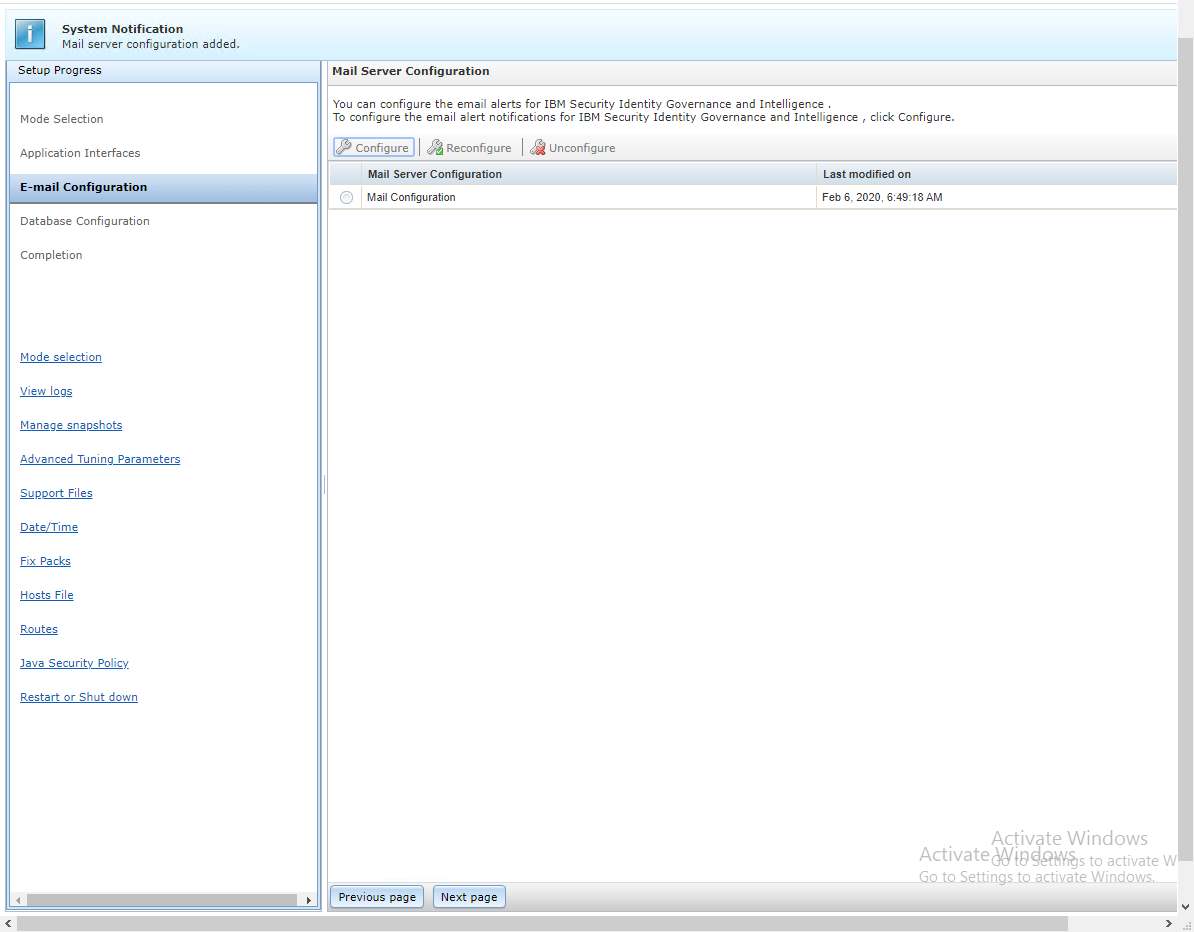 System Notification
Mail server configuration added.
Setup Progress
Mode Selection
Application Interfaces
E-mail Configuration
Database Configuration
Completion
Mode selection
View logs
Manage snapshots
Advanced Tuning Parameters
Support Files
Date/Time
Fix Packs
Hosts File
Routes
Java Security Policy
Restart or Shut down
Mail Server Configuration
You can configure the email alerts for IBM Security Identity Governance and Intelligence .
To configure the email alert notifications for IBM Security Identity Governance and Intelligence , click Configure.
Configure Reconfigure Unconfigure
Mail Server Configuration Last modified on
Mail Configuration Feb 6, 2020, 6:49:18 AM
Activate Windows
Go to Settings to activate W
Activate Windows
Go to Settings to activate Windows.
Previous page Next page